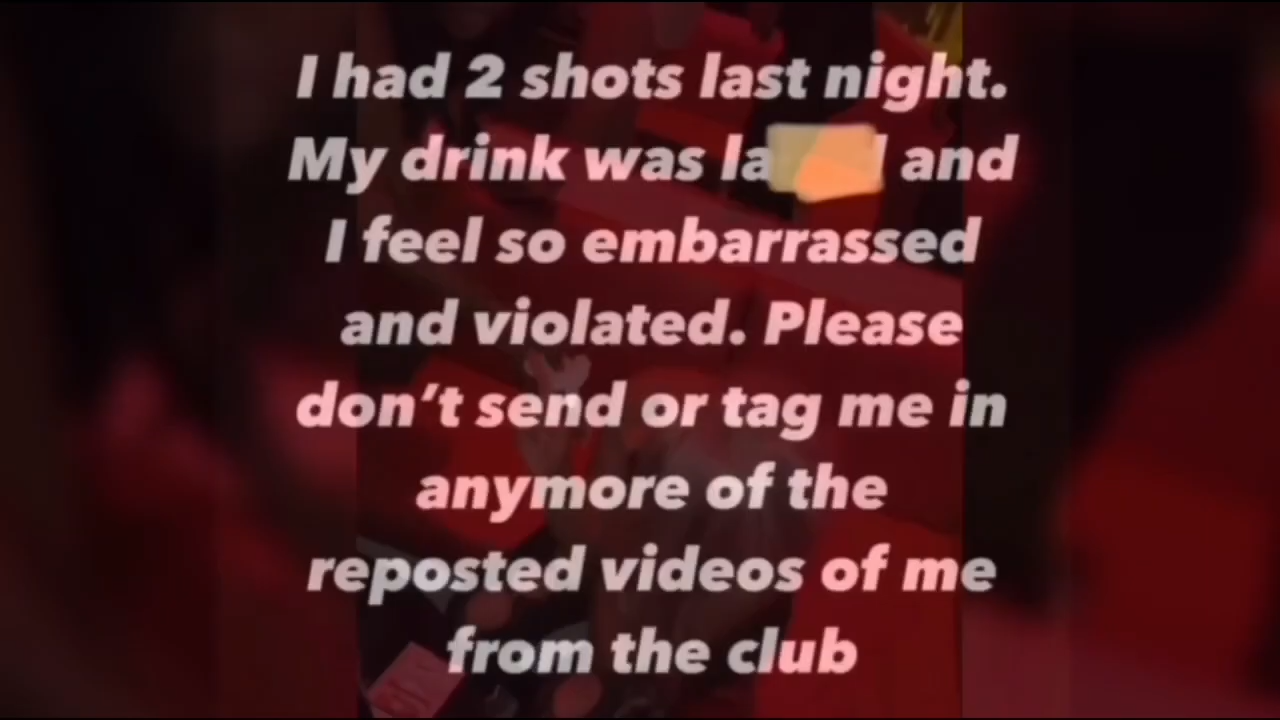 I had 2 shots last night.
My drink was and
I feel so embarrassed
and violated. Please
don’t send or tag me in
anymore of the
reposted videos of me
from the club